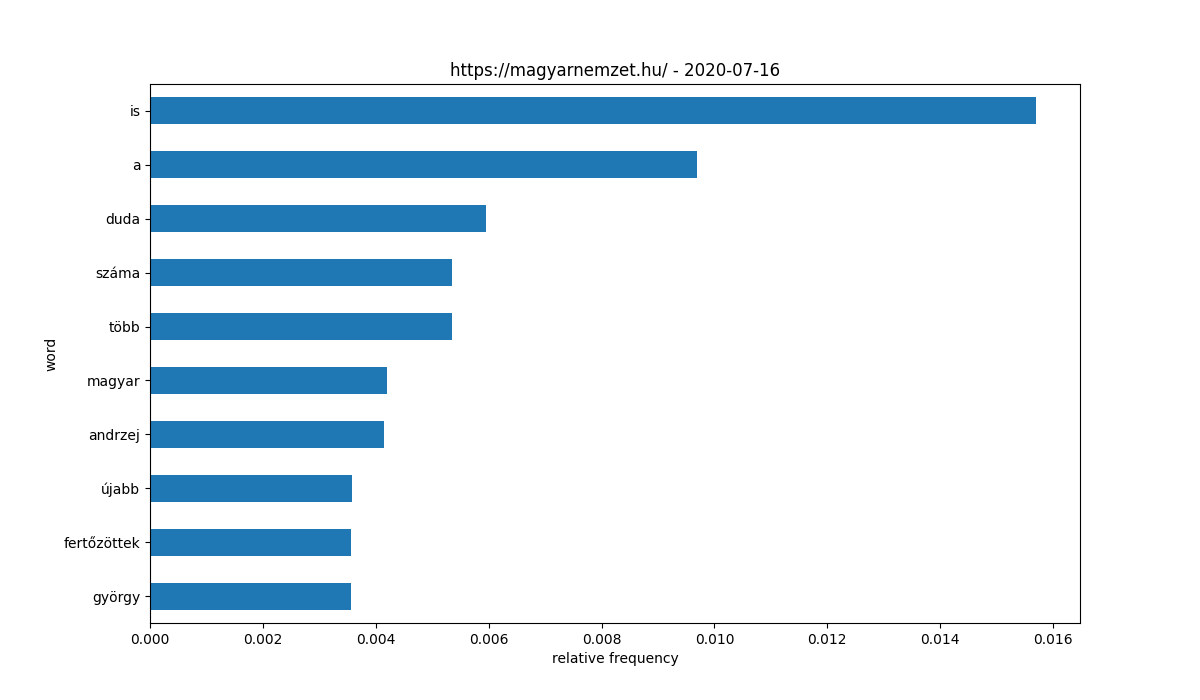 https://magyarnemzet.hu/ - 2020-07-16
is
a
duda
száma
több
magyar
andrzej
újabb
fertőzöttek
györgy
word
0.000 0.002 0.004 0.006 0.008 0.010 0.012 0.014 0.016
relative frequency